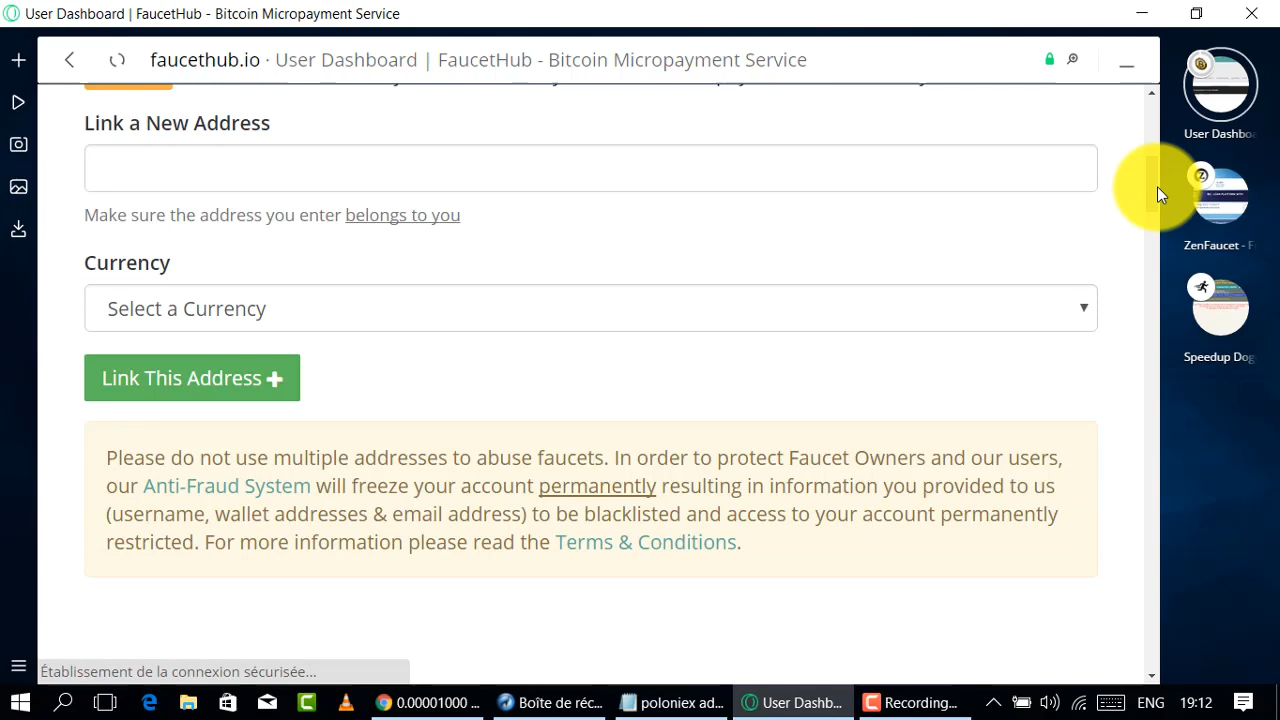 User Dashboard | FaucetHub - Bitcoin Micropayment Service
faucethub.io · User Dashboard | FaucetHub - Bitcoin Micropayment Service
Link a New Address
Make sure the address you enter belongs to you
Currency
Select a Currency
Link This Address
Please do not use multiple addresses to abuse faucets. In order to protect Faucet Owners and our users,
our Anti-Fraud System will freeze your account permanently resulting in information you provided to us
(username, wallet addresses & email address) to be blacklisted and access to your account permanently
restricted. For more information please read the Terms & Conditions.
User Dashboa
ZenFaucet - F
Speedup Dog
Établissement de la connexion sécurisée...
0.00001000 ...
Boîte de réc...
poloniex ad...
User Dashb...
Recording...
ENG
19:12